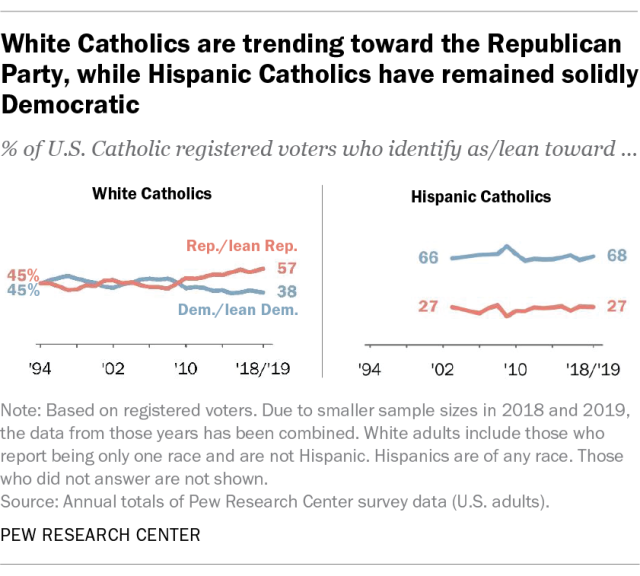 White Catholics are trending toward the Republican
Party, while Hispanic Catholics have remained solidly
Democratic
% of U.S. Catholic registered voters who identify as/lean toward ...
White Catholics
Rep./lean Rep.
45%
45%
57
38
Dem./lean Dem.
'94
'02
'10
'18/'19
Hispanic Catholics
66
68
27
27
'94
'02
'10
'18/'19
Note: Based on registered voters. Due to smaller sample sizes in 2018 and 2019,
the data from those years has been combined. White adults include those who
report being only one race and are not Hispanic. Hispanics are of any race. Those
who did not answer are not shown.
Source: Annual totals of Pew Research Center survey data (U.S. adults).
PEW RESEARCH CENTER